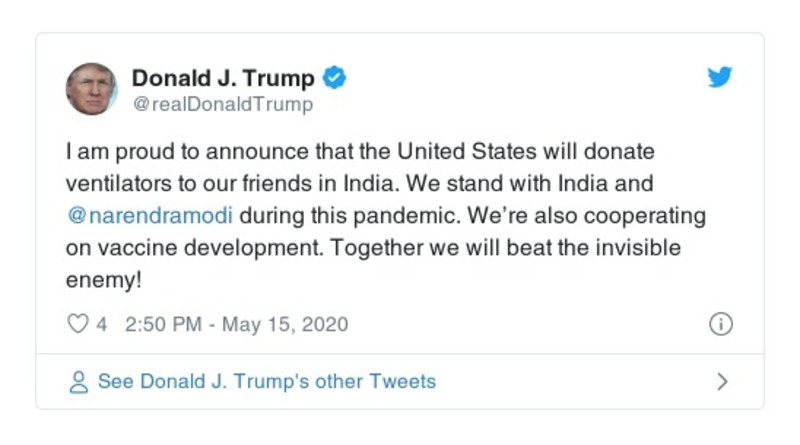 Donald J. Trump
@realDonaldTrump
I am proud to announce that the United States will donate
ventilators to our friends in India. We stand with India and
@narendramodi during this pandemic. We’re also cooperating
on vaccine development. Together we will beat the invisible
enemy!
4 2:50 PM - May 15, 2020
See Donald J. Trump's other Tweets